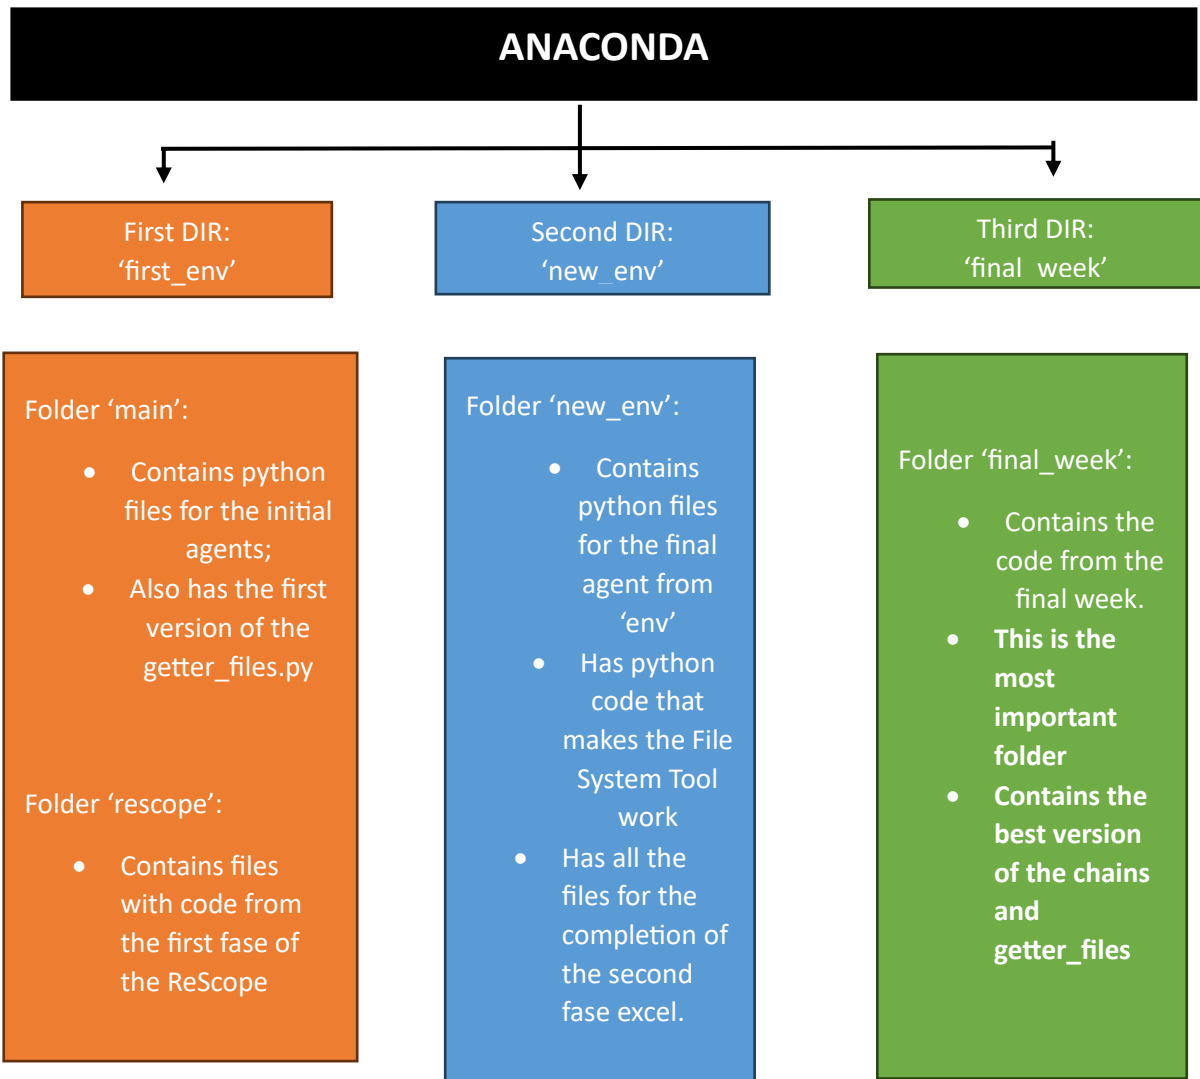 ANACONDA
First DIR:
‘first_env’
Second DIR:
‘new_env’
Third DIR:
‘final_week’
Folder ‘main’:
• Contains python
files for the initial
agents;
• Also has the first
version of the
getter_files.py
Folder ‘rescope’:
• Contains files
with code from
the first fase of
the ReScope
Folder ‘new_env’:
• Contains
python files
for the final
agent from
‘env’
• Has python
code that
makes the File
System Tool
work
• Has all the
files for the
completion of
the second
fase excel.
Folder ‘final_week’:
• Contains the
code from the
final week.
• This is the
most
important
folder
• Contains the
best version
of the chains
and
getter_files